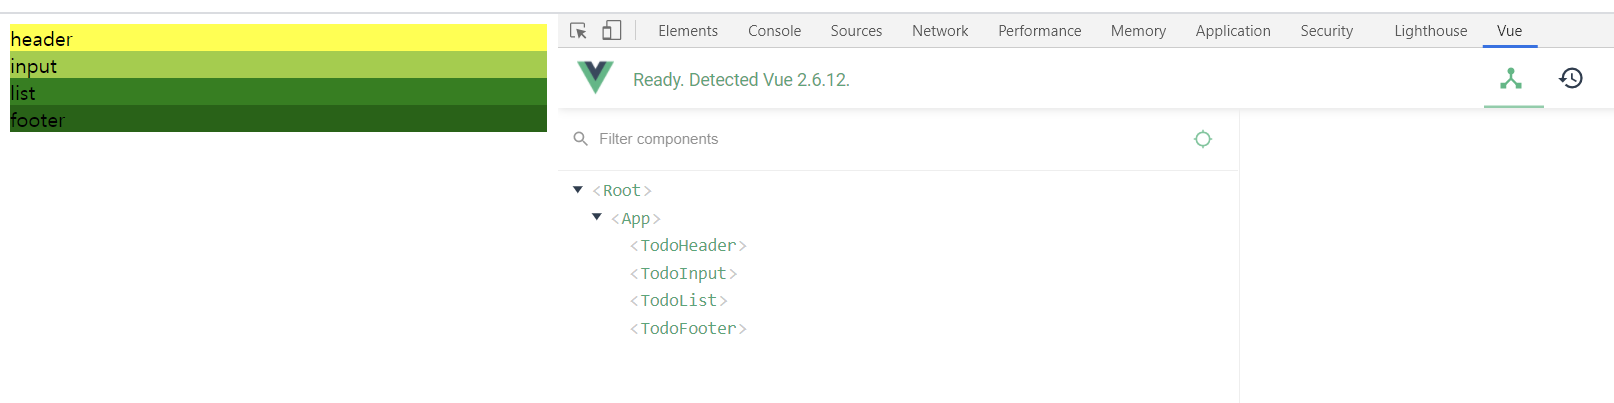 header
input
list
footer
Elements Console Sources Network Performance Memory Application Security Lighthouse Vue
Ready. Detected Vue 2.6.12.
Filter components
<Root>
<App>
<TodoHeader>
<TodoInput>
<TodoList>
<TodoFooter>